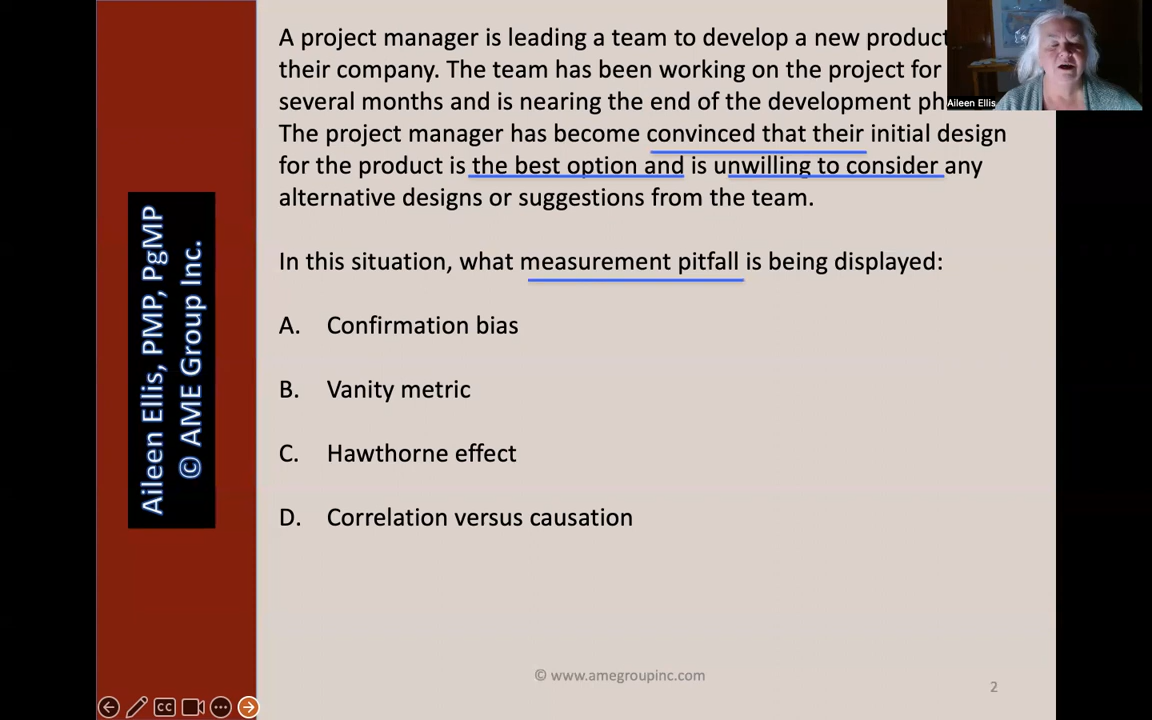 A project manager is leading a team to develop a new product
their company. The team has been working on the project for
several months and is nearing the end of the development ph
The project manager has become convinced that their initial design
for the product is the best option and is unwilling to consider any
alternative designs or suggestions from the team.
In this situation, what measurement pitfall is being displayed:
A. Confirmation bias
B. Vanity metric
C. Hawthorne effect
D. Correlation versus causation
Aileen Ellis, PMP, PgMP
© AME Group Inc.
Aileen Ellis
© www.amegroupinc.com
2
CC